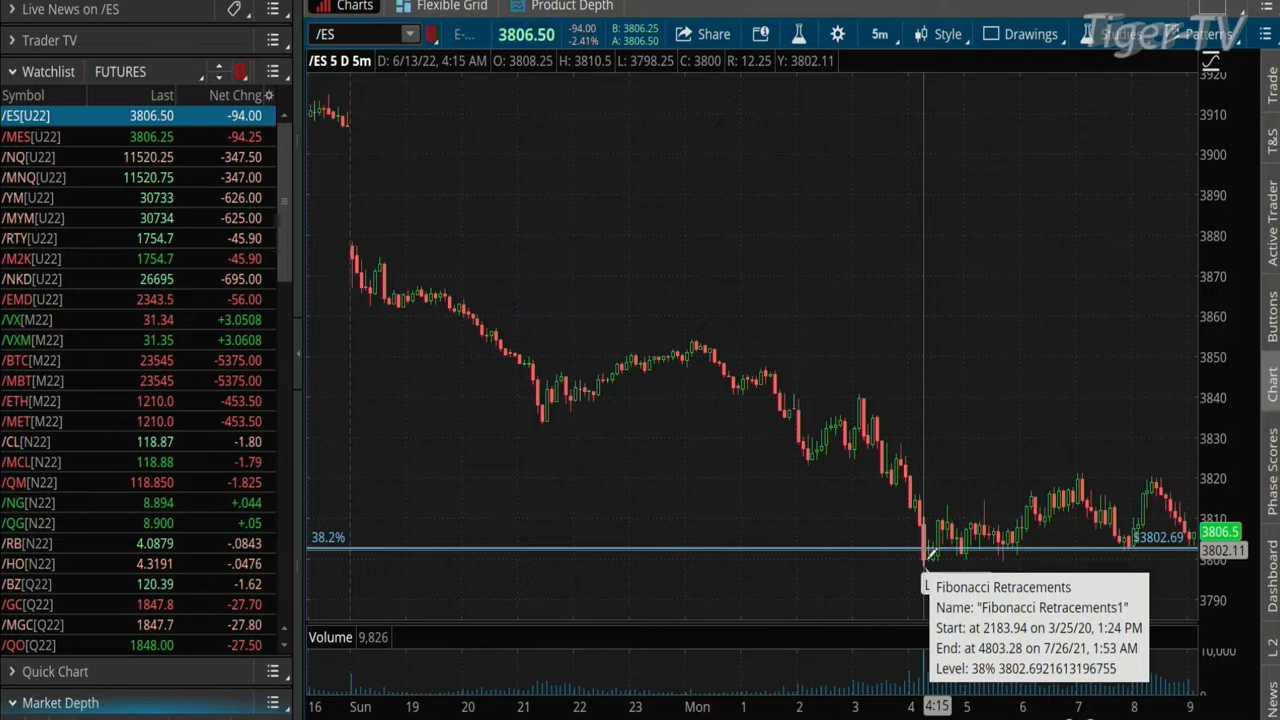 Live News on /ES
Trader TV
Watchlist FUTURES
Symbol Last Net Chng
/ES[U22] 3806.50 -94.00
/MES[U22] 3806.25 -94.25
/NQ[U22] 11520.25 -347.50
/MNQ[U22] 11520.75 -347.00
/YM[U22] 30733 -626.00
/MYM[U22] 30734 -625.00
/RTY[U22] 1754.7 -45.90
/M2K[U22] 1754.7 -45.90
/NKD[U22] 26695 -695.00
/EMD[U22] 2343.5 -56.00
/VX[M22] 31.34 +3.0508
/VXM[M22] 31.35 +3.0608
/BTC[M22] 23545 -5375.00
/MBT[M22] 23545 -5375.00
/ETH[M22] 1210.0 -453.50
/MET[M22] 1210.0 -453.50
/CL[N22] 118.87 -1.80
/MCL[N22] 118.88 -1.79
/QM[N22] 118.850 -1.825
/NG[N22] 8.894 +.044
/QG[N22] 8.900 +.05
/RB[N22] 4.0879 -.0843
/HO[N22] 4.3191 -.0476
/BZ[Q22] 120.39 -1.62
/GC[Q22] 1847.8 -27.70
/MGC[Q22] 1847.7 -27.80
/QO[Q22] 1848.00 -27.50
Quick Chart
Market Depth
Charts Flexible Grid Product Depth
/ES E-... 3806.50 -94.00 -2.41% B: 3806.25 A: 3806.50 Share 5m Style Drawings Studies Patterns
Tiger TV
/ES 5 D 5m D: 6/13/22, 4:15 AM O: 3808.25 H: 3810.5 L: 3798.25 C: 3800 R: 12.25 Y: 3802.11
3920
3910
3900
3890
3880
3870
3860
3850
3840
3830
3820
3810
38.2% $3802.69 3806.5
3802.11
3800
3790
Fibonacci Retracements
Name: "Fibonacci Retracements1"
Start: at 2183.94 on 3/25/20, 1:24 PM
End: at 4803.28 on 7/26/21, 1:53 AM
Level: 38% 3802.6921613196755
Volume 9,826
10,000
0
16 Sun 19 20 21 22 23 Mon 1 2 3 4 4:15 5 6 7 8 9
Trade
T&S
Active Trader
Buttons
Chart
Phase Scores
Dashboard
L 2
News